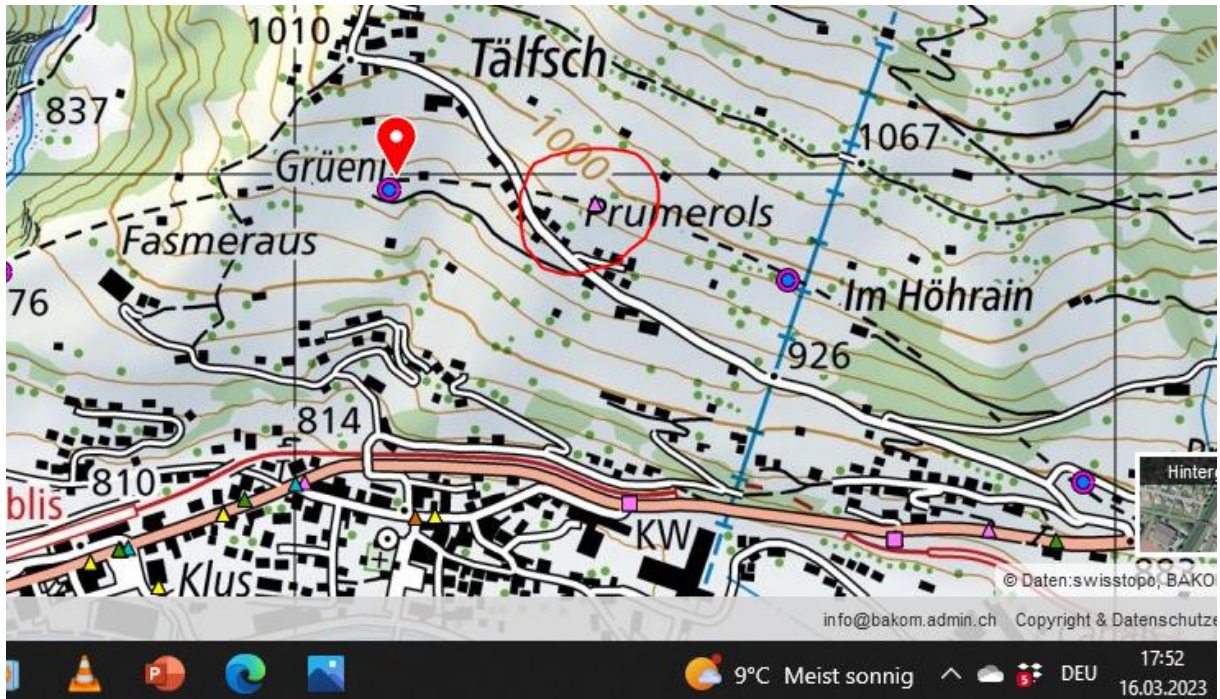 1010
Tälfsch
837
1000
1067
Grüeni
Prumerols
Fasmeraus
76
Im Höhrain
926
814
810
blis
Hinterg
KW
Klus
© Daten:swisstopo, BAKO
info@bakom.admin.ch Copyright & Datenschutze
P
9°C Meist sonnig
5
DEU
17:52
16.03.2023